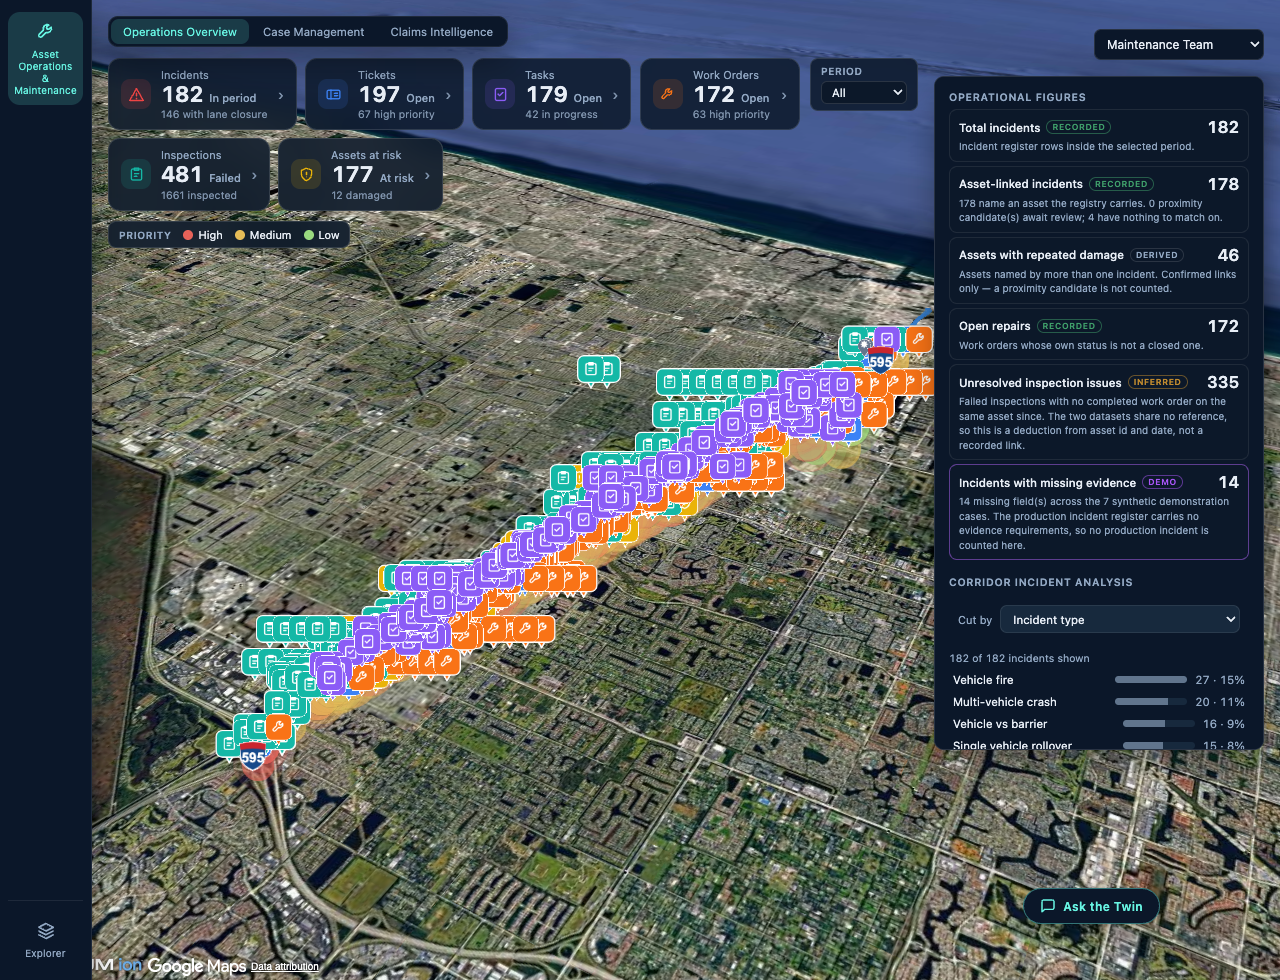 Asset
Operations
&
Maintenance
Operations Overview
Case Management
Claims Intelligence
Maintenance Team
Incidents
182 In period
146 with lane closure
Tickets
197 Open
67 high priority
Tasks
179 Open
42 in progress
Work Orders
172 Open
63 high priority
PERIOD
All
Inspections
481 Failed
1661 inspected
Assets at risk
177 At risk
12 damaged
PRIORITY High Medium Low
OPERATIONAL FIGURES
Total incidents RECORDED 182
Incident register rows inside the selected period.
Asset-linked incidents RECORDED 178
178 name an asset the registry carries. 0 proximity
candidate(s) await review; 4 have nothing to match on.
Assets with repeated damage DERIVED 46
Assets named by more than one incident. Confirmed links
only — a proximity candidate is not counted.
Open repairs RECORDED 172
Work orders whose own status is not a closed one.
Unresolved inspection issues INFERRED 335
Failed inspections with no completed work order on the
same asset since. The two datasets share no reference,
so this is a deduction from asset id and date, not a
recorded link.
Incidents with missing evidence DEMO 14
14 missing field(s) across the 7 synthetic demonstration
cases. The production incident register carries no
evidence requirements, so no production incident is
counted here.
CORRIDOR INCIDENT ANALYSIS
Cut by Incident type
182 of 182 incidents shown
Vehicle fire 27 · 15%
Multi-vehicle crash 20 · 11%
Vehicle vs barrier 16 · 9%
Single vehicle rollover 15 · 8%
595
595
Ask the Twin
Explorer
ion Google Maps Data attribution